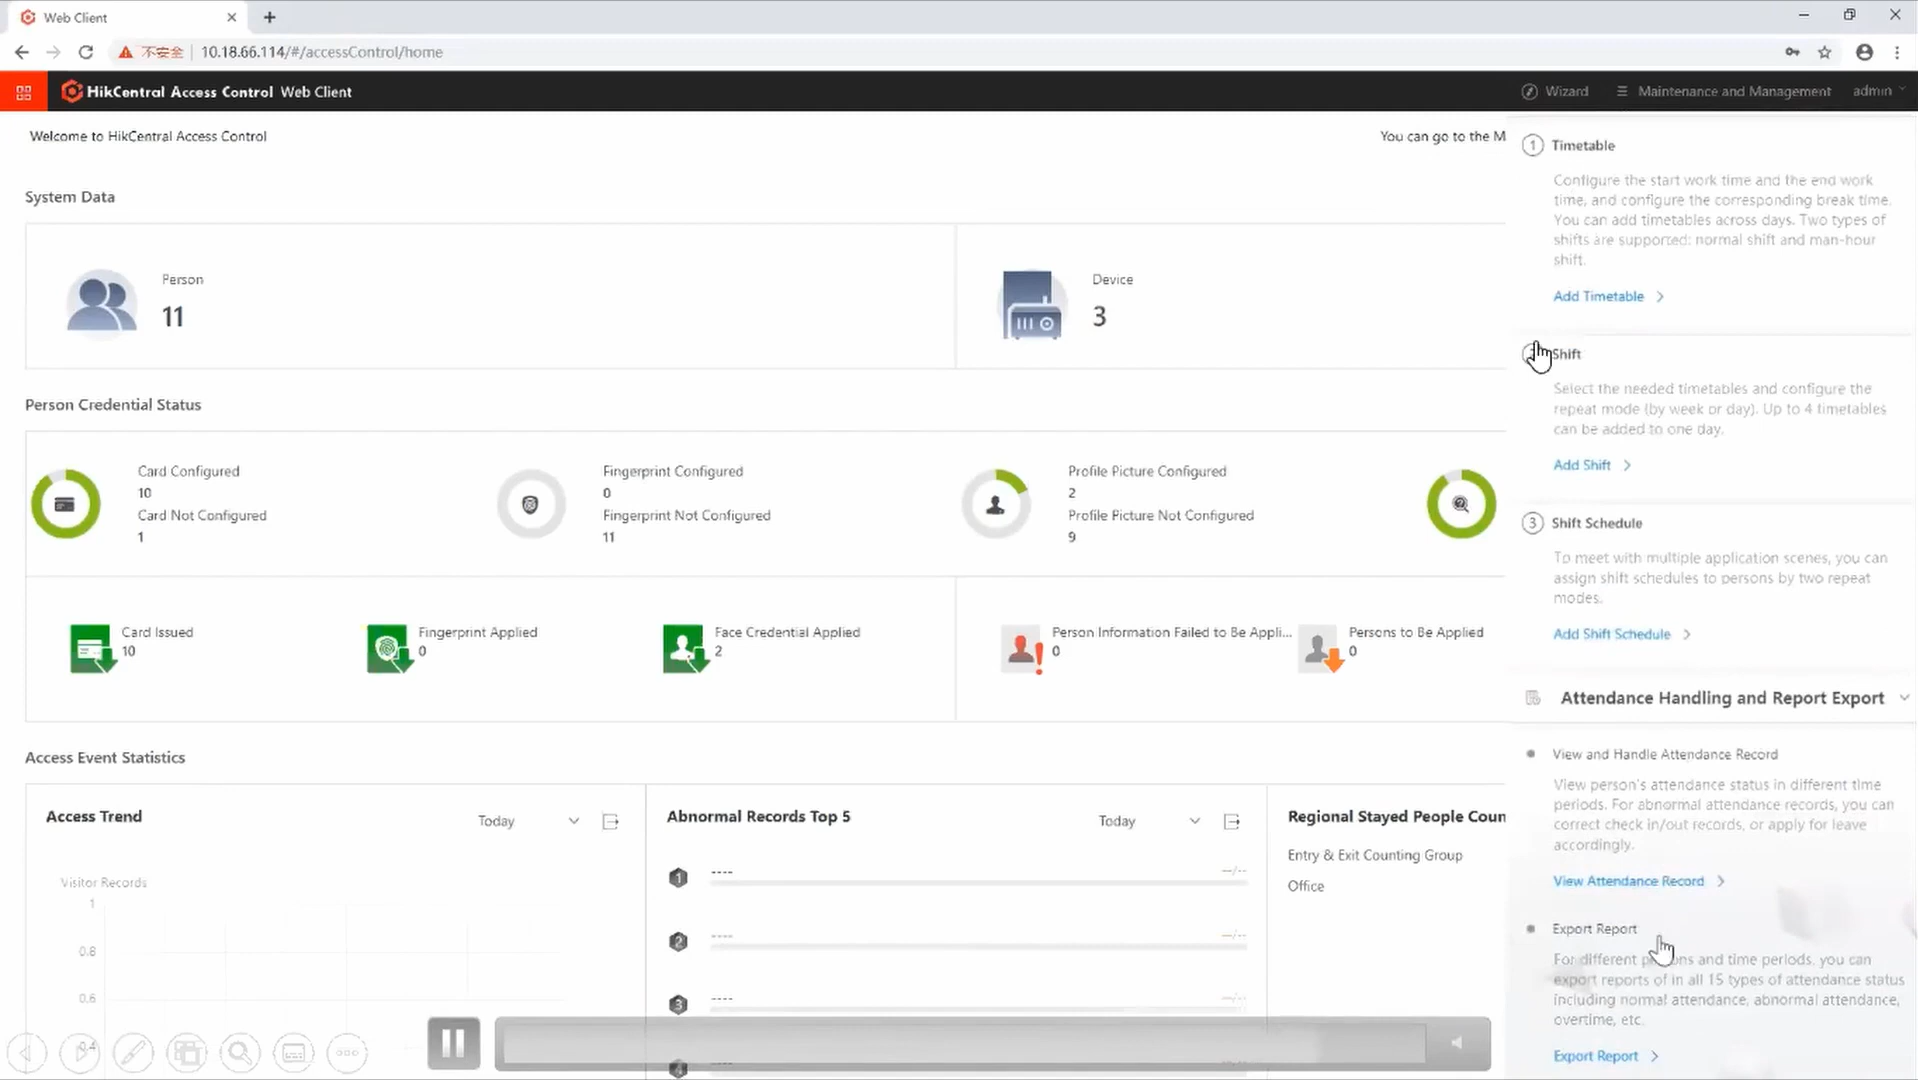 Web Client
不安全 10.18.66.114/#/accessControl/home
HikCentral Access Control Web Client
Wizard
Maintenance and Management
admin
Welcome to HikCentral Access Control
You can go to the M
System Data
Person
11
Device
3
Person Credential Status
Card Configured
10
Card Not Configured
1
Fingerprint Configured
0
Fingerprint Not Configured
11
Profile Picture Configured
2
Profile Picture Not Configured
9
Card Issued
10
Fingerprint Applied
0
Face Credential Applied
2
Person Information Failed to Be Appli...
0
Persons to Be Applied
0
Access Event Statistics
Access Trend
Today
Visitor Records
1
0.8
0.6
0.4
Abnormal Records Top 5
Today
1
----
--/--
2
----
--/--
3
----
--/--
4
Regional Stayed People Coun
Entry & Exit Counting Group
Office
1 Timetable
Configure the start work time and the end work
time, and configure the corresponding break time.
You can add timetables across days. Two types of
shifts are supported: normal shift and man-hour
shift.
Add Timetable
Shift
Select the needed timetables and configure the
repeat mode (by week or day). Up to 4 timetables
can be added to one day.
Add Shift
3 Shift Schedule
To meet with multiple application scenes, you can
assign shift schedules to persons by two repeat
modes.
Add Shift Schedule
Attendance Handling and Report Export
View and Handle Attendance Record
View person's attendance status in different time
periods. For abnormal attendance records, you can
correct check in/out records, or apply for leave
accordingly.
View Attendance Record
Export Report
For different persons and time periods, you can
export reports of in all 15 types of attendance status
including normal attendance, abnormal attendance,
overtime, etc.
Export Report